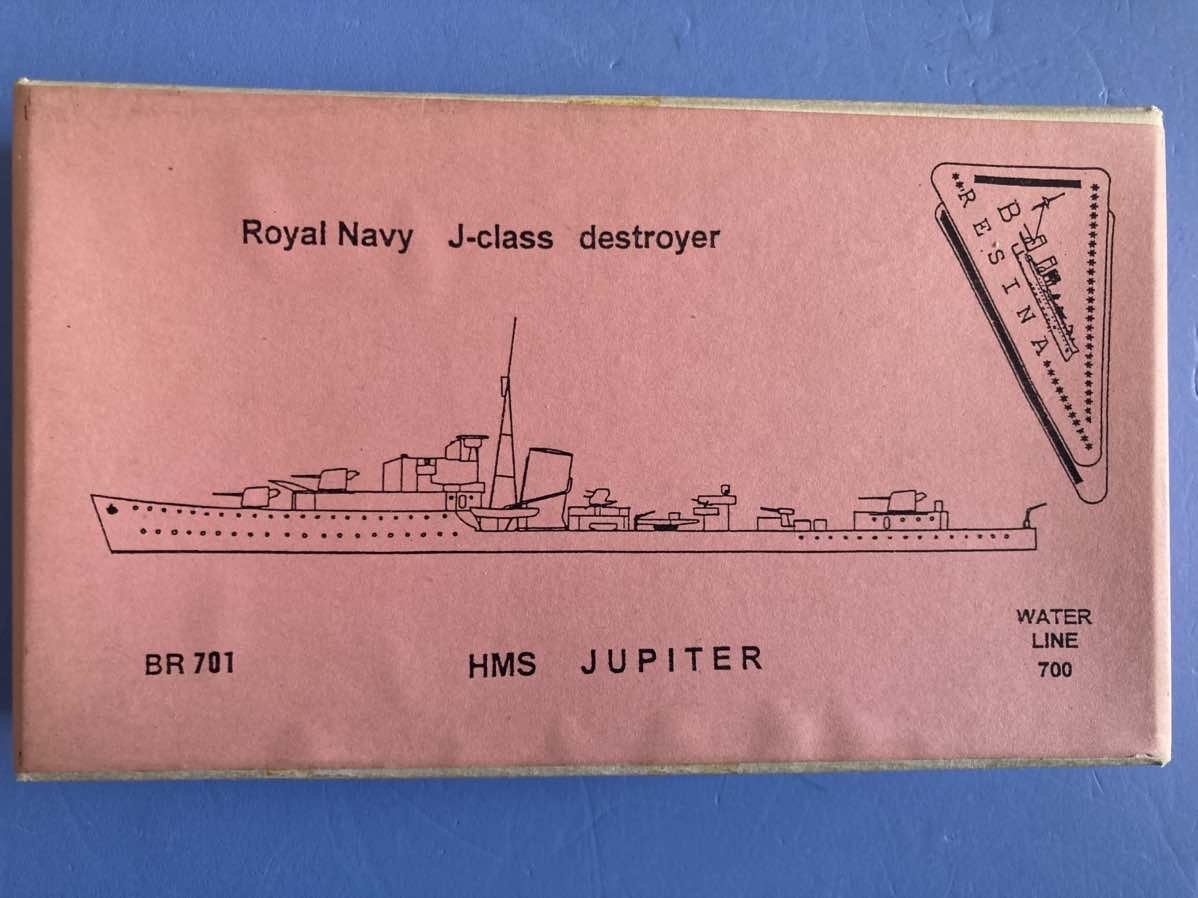 Royal Navy J-class destroyer
B
RESINA
BR 701
HMS JUPITER
WATER
LINE
700